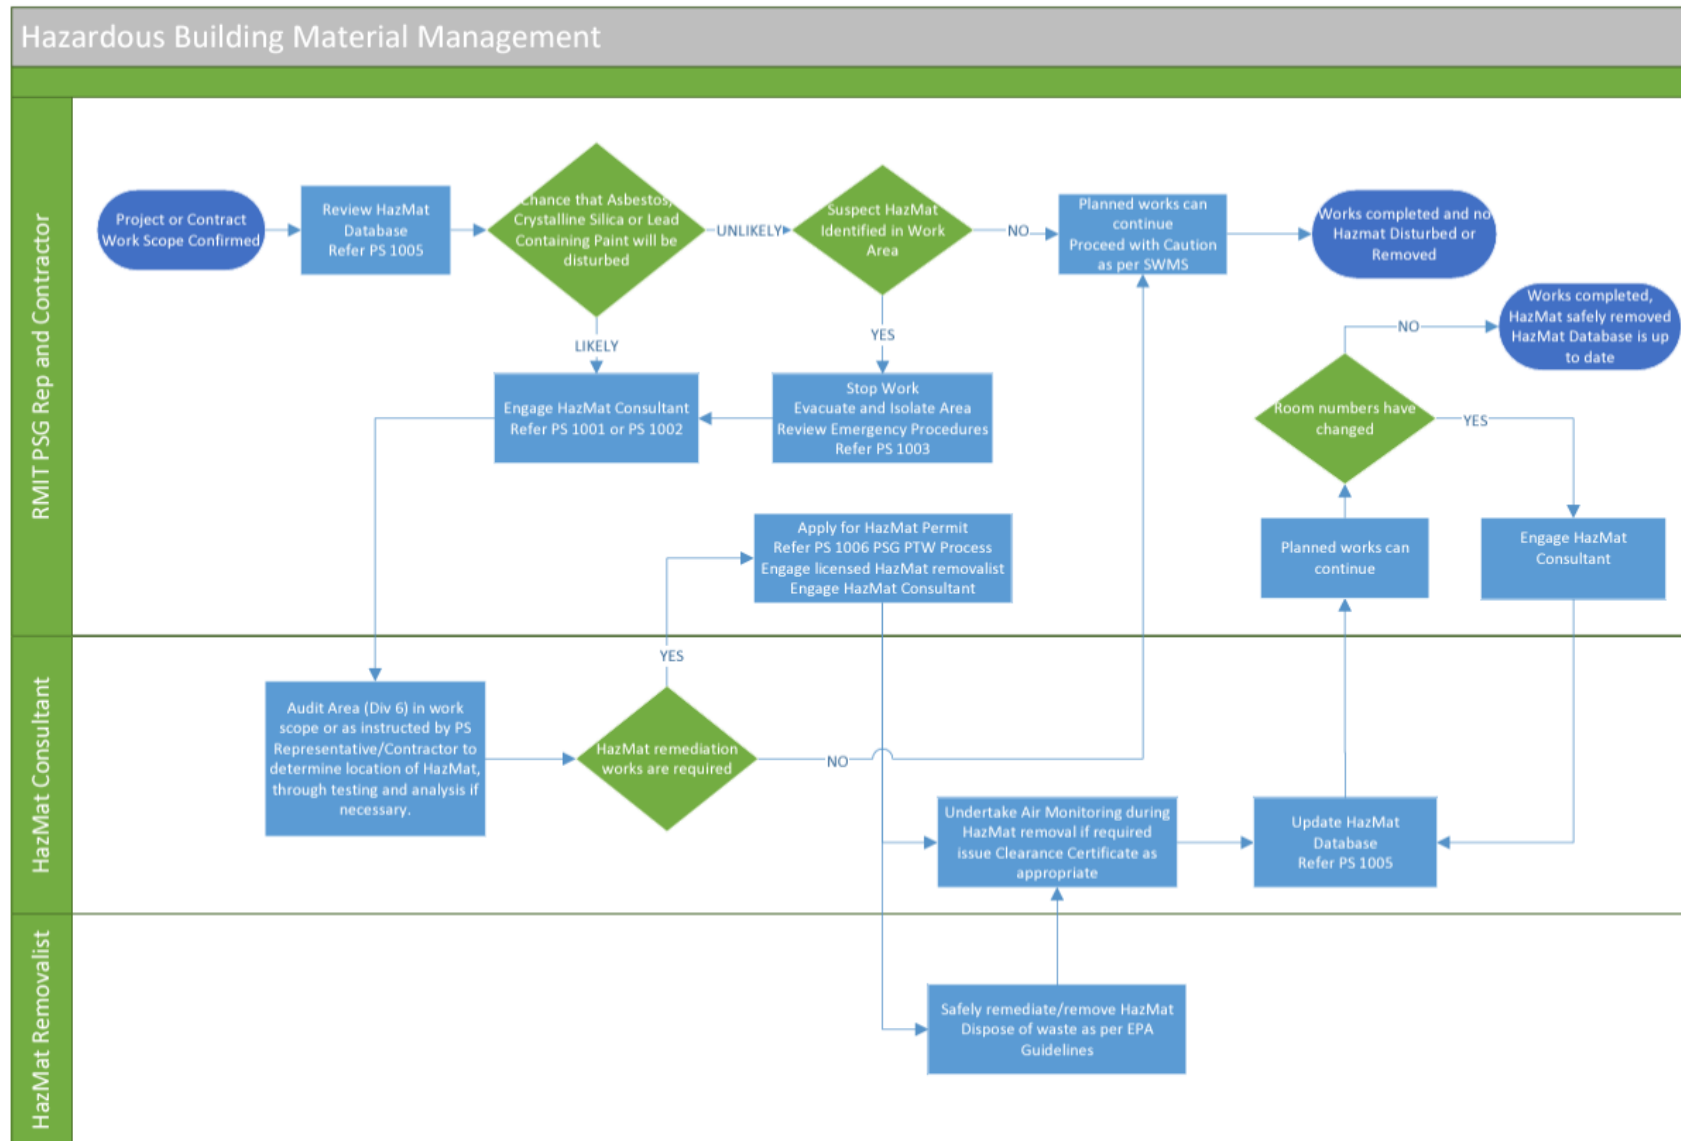 Hazardous Building Material Management
RMIT PSG Rep and Contractor
Project or Contract
Work Scope Confirmed
Review HazMat
Database
Refer PS 1005
Chance that Asbestos,
Crystalline Silica or Lead
Containing Paint will be
disturbed
UNLIKELY
Suspect HazMat
Identified in Work
Area
NO
Planned works can
continue
Proceed with Caution
as per SWMS
Works completed and no
Hazmat Disturbed or
Removed
LIKELY
YES
Engage HazMat Consultant
Refer PS 1001 or PS 1002
Stop Work
Evacuate and Isolate Area
Review Emergency Procedures
Refer PS 1003
Works completed,
HazMat safely removed
HazMat Database is up
to date
NO
Room numbers have
changed
YES
Apply for HazMat Permit
Refer PS 1006 PSG PTW Process
Engage licensed HazMat removalist
Engage HazMat Consultant
Planned works can
continue
Engage HazMat
Consultant
HazMat Consultant
YES
Audit Area (Div 6) in work
scope or as instructed by PS
Representative/Contractor to
determine location of HazMat,
through testing and analysis if
necessary.
HazMat remediation
works are required
NO
Undertake Air Monitoring during
HazMat removal if required
issue Clearance Certificate as
appropriate
Update HazMat
Database
Refer PS 1005
HazMat Removalist
Safely remediate/remove HazMat
Dispose of waste as per EPA
Guidelines